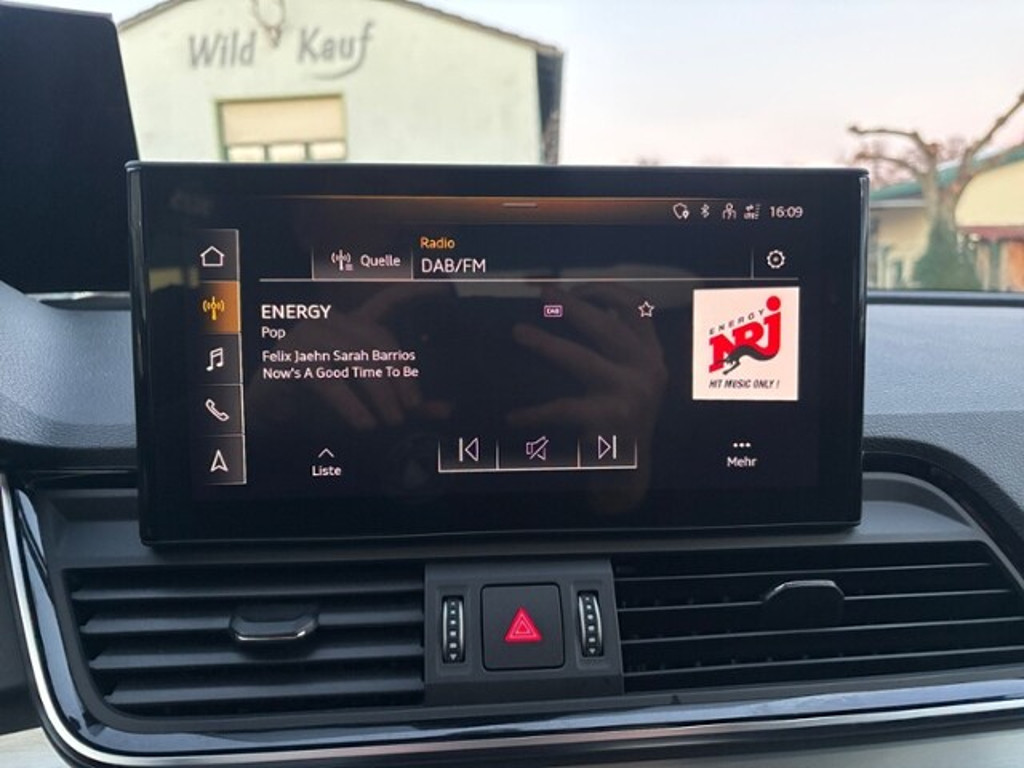 Wild Kauf
16:09
Quelle
Radio
DAB/FM
ENERGY
DAB
Pop
Felix Jaehn Sarah Barrios
Now's A Good Time To Be
ENERGY
NRJ
HIT MUSIC ONLY !
Liste
Mehr